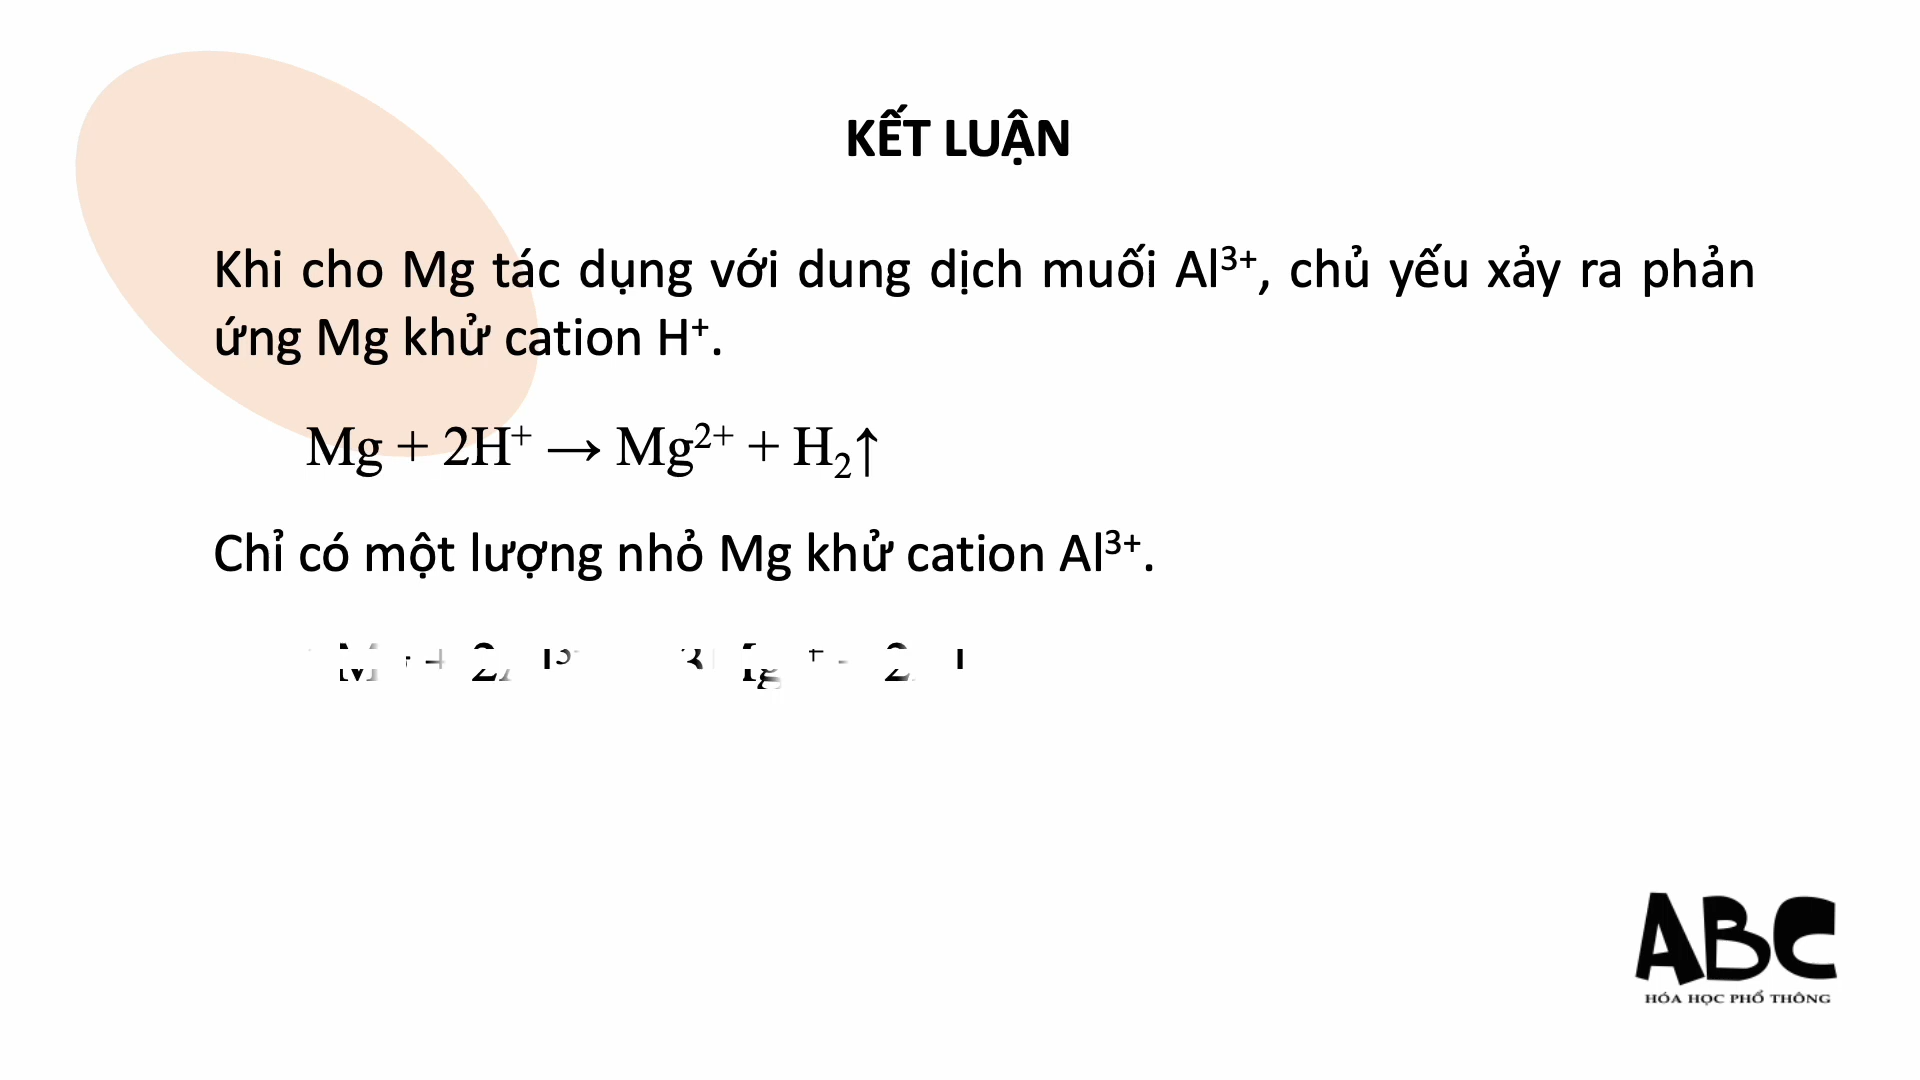 KẾT LUẬN
Khi cho Mg tác dụng với dung dịch muối Al³⁺, chủ yếu xảy ra phản
ứng Mg khử cation H⁺.
Mg + 2H⁺ → Mg²⁺ + H₂↑
Chỉ có một lượng nhỏ Mg khử cation Al³⁺.
ABC
HÓA HỌC PHỔ THÔNG